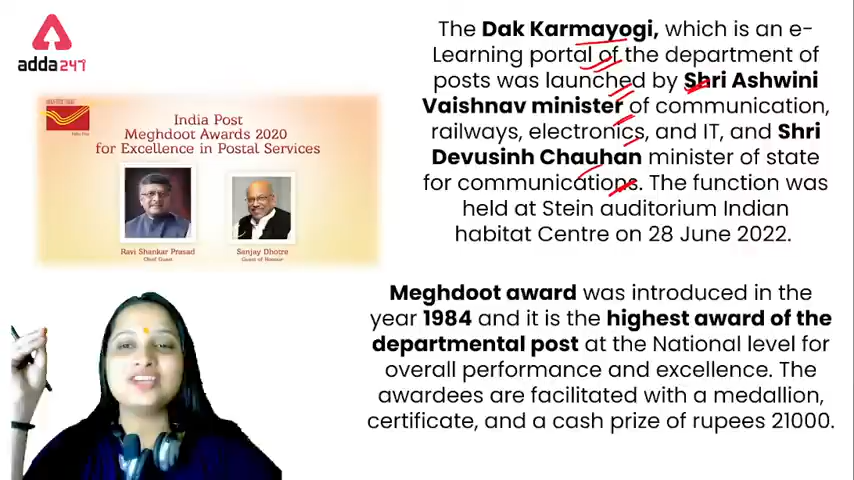 adda247
India Post
Meghdoot Awards 2020
for Excellence in Postal Services
Ravi Shankar Prasad
Chief Guest
Sanjay Dhotre
Guest of Honour
The Dak Karmayogi, which is an e-
Learning portal of the department of
posts was launched by Shri Ashwini
Vaishnav minister of communication,
railways, electronics, and IT, and Shri
Devusinh Chauhan minister of state
for communications. The function was
held at Stein auditorium Indian
habitat Centre on 28 June 2022.
Meghdoot award was introduced in the
year 1984 and it is the highest award of the
departmental post at the National level for
overall performance and excellence. The
awardees are facilitated with a medallion,
certificate, and a cash prize of rupees 21000.